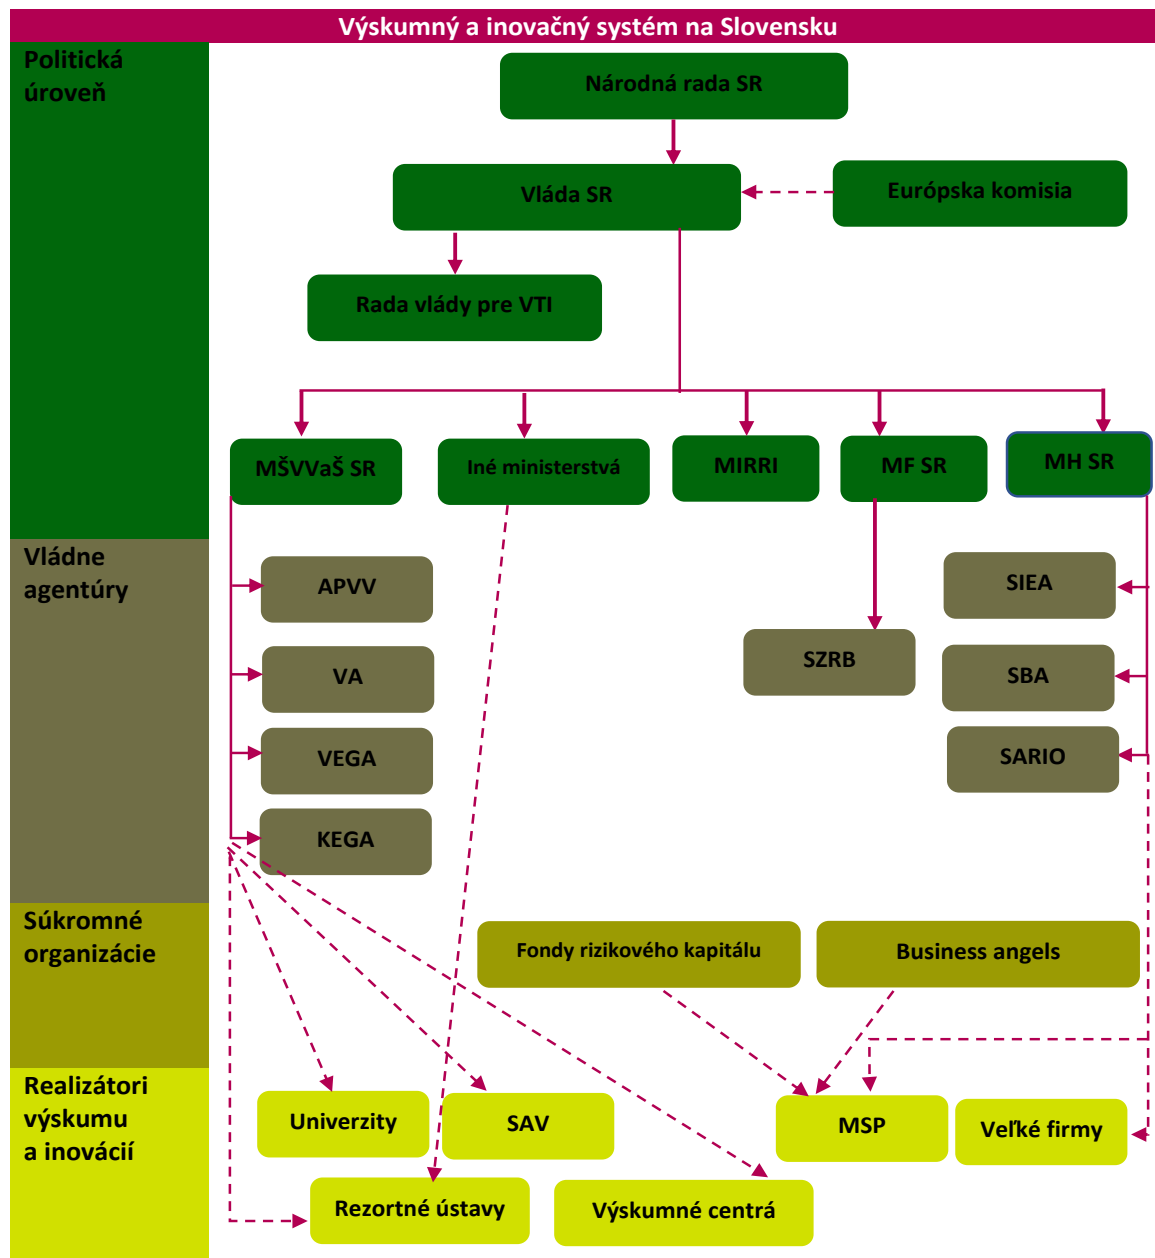 Výskumný a inovačný systém na Slovensku
Politická
úroveň
Národná rada SR
Vláda SR
Európska komisia
Rada vlády pre VTI
MŠVVaŠ SR
Iné ministerstvá
MIRRI
MF SR
MH SR
Vládne
agentúry
APVV
SIEA
SZRB
VA
SBA
VEGA
SARIO
KEGA
Súkromné
organizácie
Fondy rizikového kapitálu
Business angels
Realizátori
výskumu
a inovácií
Univerzity
SAV
MSP
Veľké firmy
Rezortné ústavy
Výskumné centrá